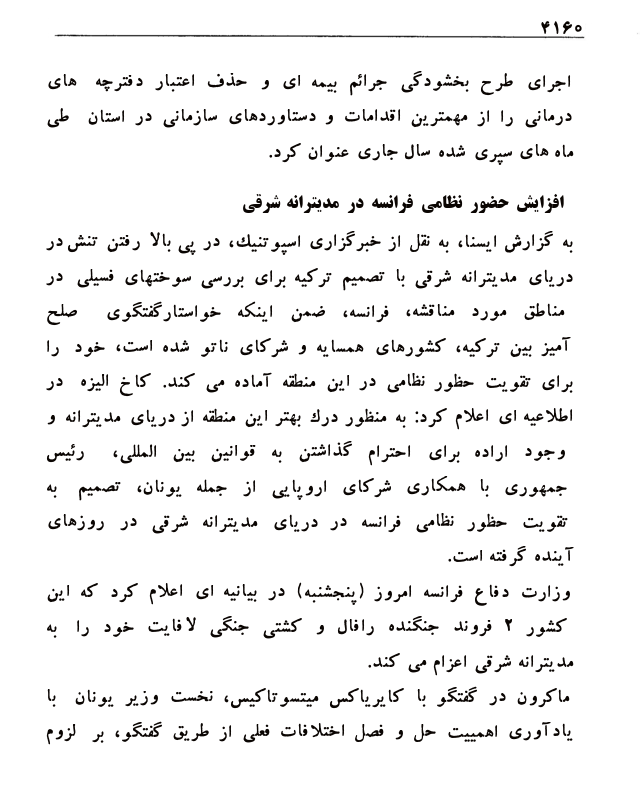 ۴۱۶۰
اجرای طرح بخشودگی جرائم بیمه ای و حذف اعتبار دفترچه های
درمانی را از مهمترین اقدامات و دستاوردهای سازمانی در استان طی
ماه های سپری شده سال جاری عنوان کرد.
افزایش حضور نظامی فرانسه در مدیترانه شرقی
به گزارش ایسنا، به نقل از خبرگزاری اسپوتنیك، در پی بالا رفتن تنش در
دریای مدیترانه شرقی با تصمیم ترکیه برای بررسی سوختهای فسیلی در
مناطق مورد مناقشه، فرانسه، ضمن اینکه خواستارگفتگوی صلح
آمیز بین ترکیه، کشورهای همسایه و شرکای ناتو شده است، خود را
برای تقویت حظور نظامی در این منطقه آماده می کند. کاخ الیزه در
اطلاعیه ای اعلام کرد: به منظور درك بهتر این منطقه از دریای مدیترانه و
وجود اراده برای احترام گذاشتن به قوانین بین المللی، رئیس
جمهوری با همکاری شرکای اروپایی از جمله یونان، تصمیم به
تقویت حظور نظامی فرانسه در دریای مدیترانه شرقی در روزهای
آینده گرفته است.
وزارت دفاع فرانسه امروز (پنجشنبه) در بیانیه ای اعلام کرد که این
کشور ۲ فروند جنگنده رافال و کشتی جنگی لافایت خود را به
مدیترانه شرقی اعزام می کند.
ماکرون در گفتگو با کایریاکس میتسوتاکیس، نخست وزیر یونان با
یادآوری اهمییت حل و فصل اختلافات فعلی از طریق گفتگو، بر لزوم